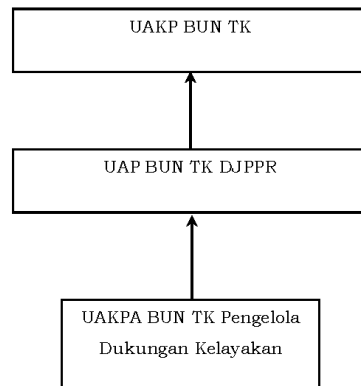 UAKP BUN TK
UAP BUN TK DJPPR
UAKPA BUN TK Pengelola
Dukungan Kelayakan